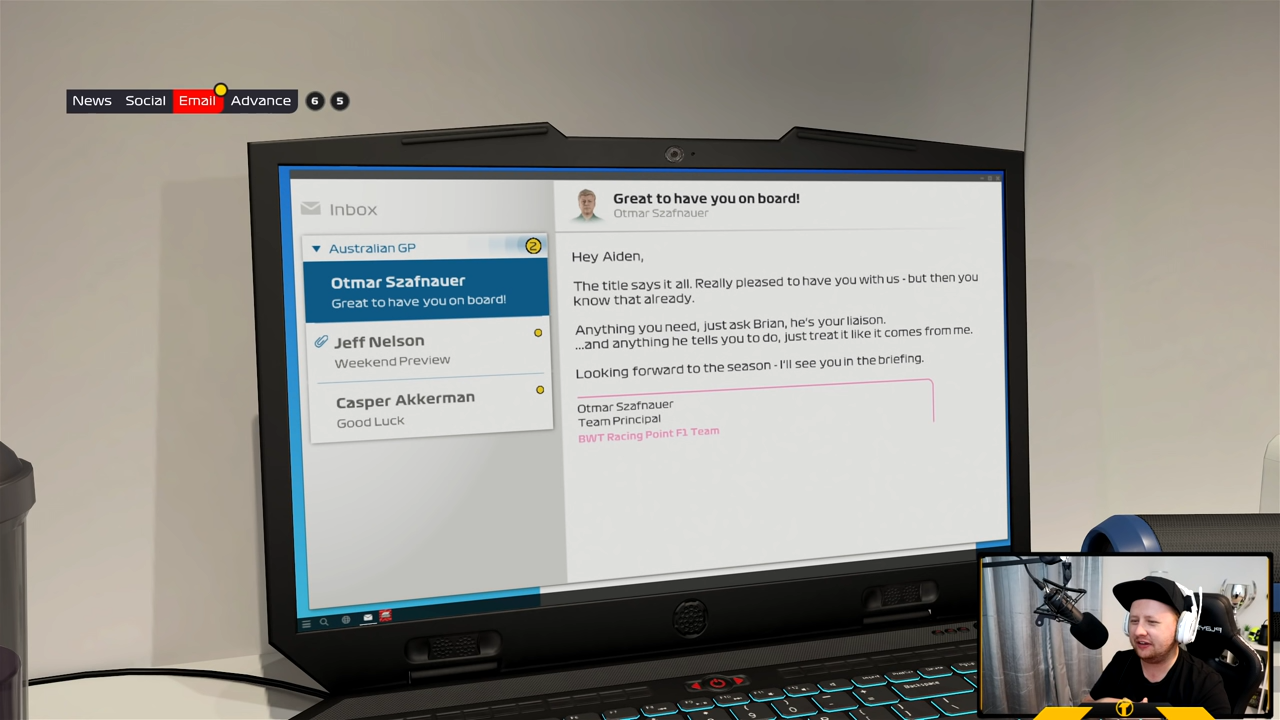 News Social Email Advance 6 5
Inbox
Australian GP 2
Otmar Szafnauer
Great to have you on board!
Jeff Nelson
Weekend Preview
Casper Akkerman
Good Luck
Great to have you on board!
Otmar Szafnauer
Hey Aiden,
The title says it all. Really pleased to have you with us - but then you
know that already.
Anything you need, just ask Brian, he's your liaison.
...and anything he tells you to do, just treat it like it comes from me.
Looking forward to the season - I'll see you in the briefing.
Otmar Szafnauer
Team Principal
BWT Racing Point F1 Team
Backspace